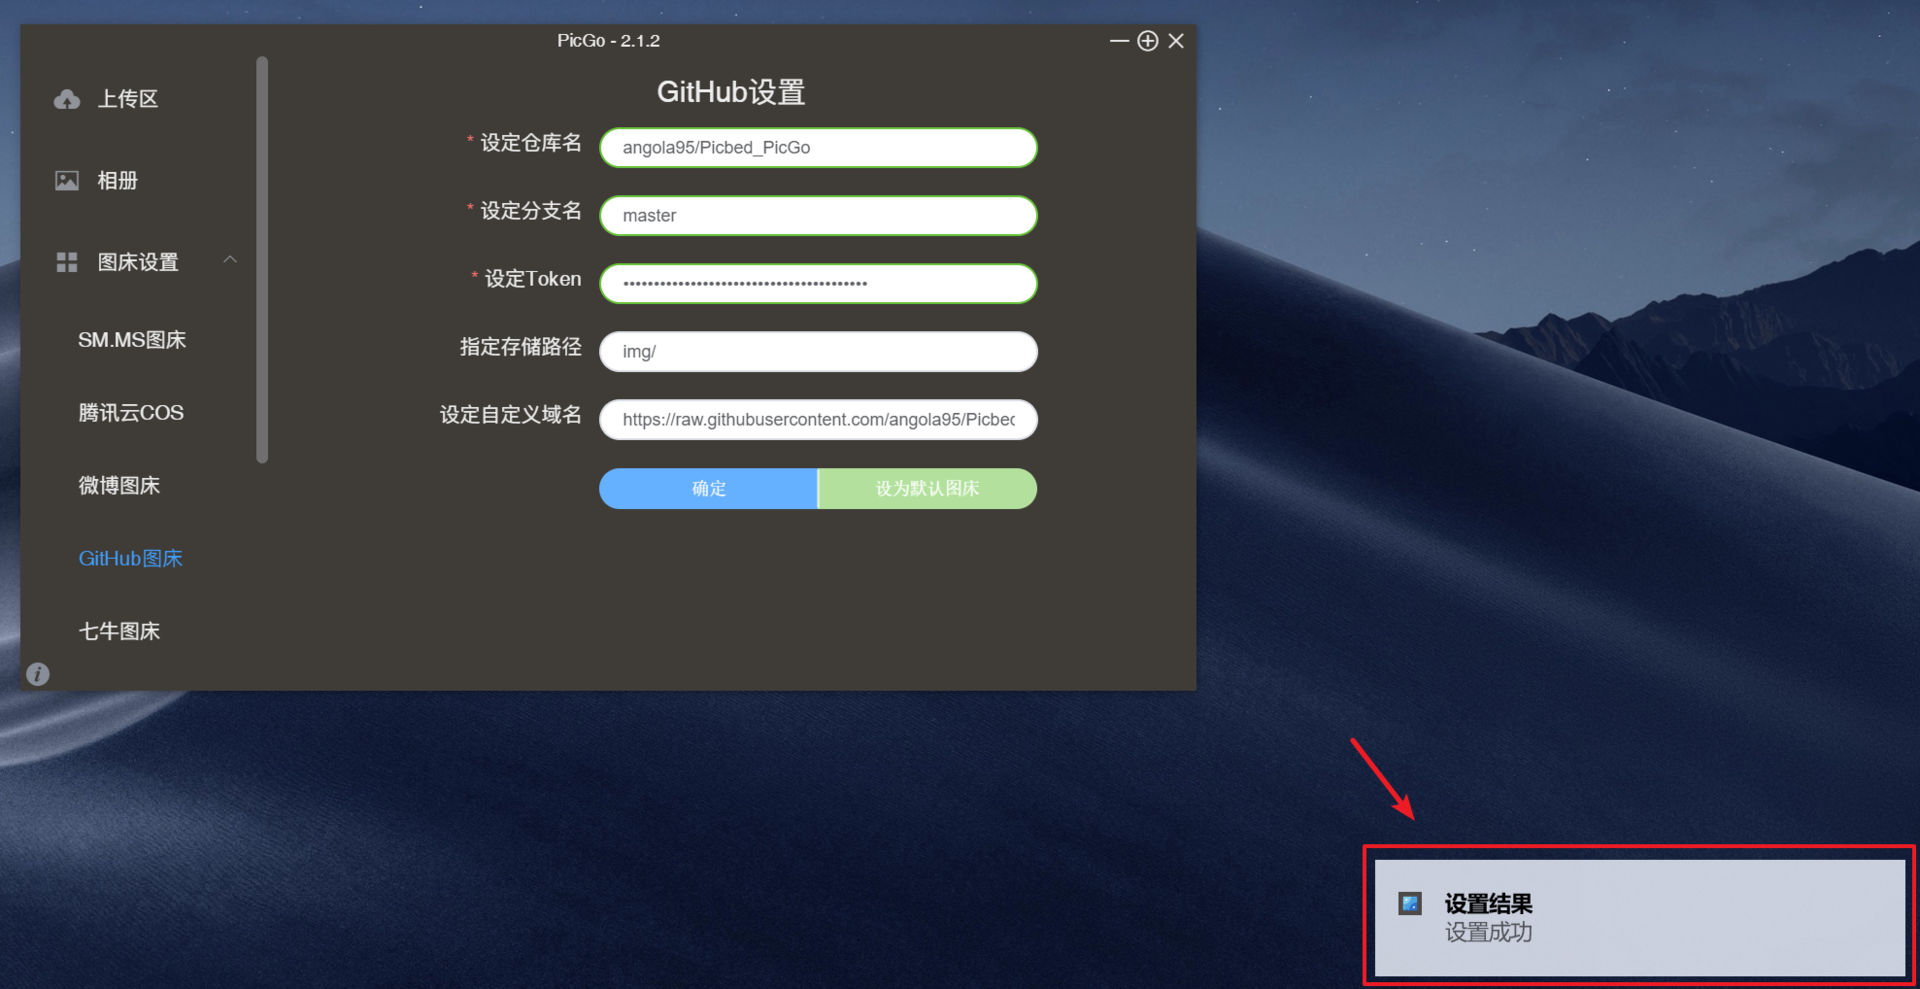 PicGo - 2.1.2
上传区
相册
图床设置
SM.MS图床
腾讯云COS
微博图床
GitHub图床
七牛图床
GitHub设置
* 设定仓库名
angola95/Picbed_PicGo
* 设定分支名
master
* 设定Token
••••••••••••••••••••••••••••••••••••••••
指定存储路径
img/
设定自定义域名
https://raw.githubusercontent.com/angola95/Picbec
确定
设为默认图床
设置结果
设置成功